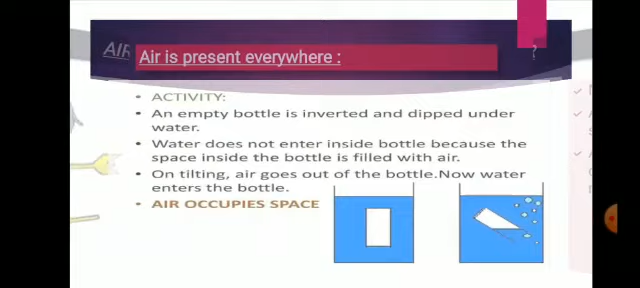 AIR
?
Air is present everywhere :
• ACTIVITY:
• An empty bottle is inverted and dipped under
water.
• Water does not enter inside bottle because the
space inside the bottle is filled with air.
• On tilting, air goes out of the bottle.Now water
enters the bottle.
• AIR OCCUPIES SPACE